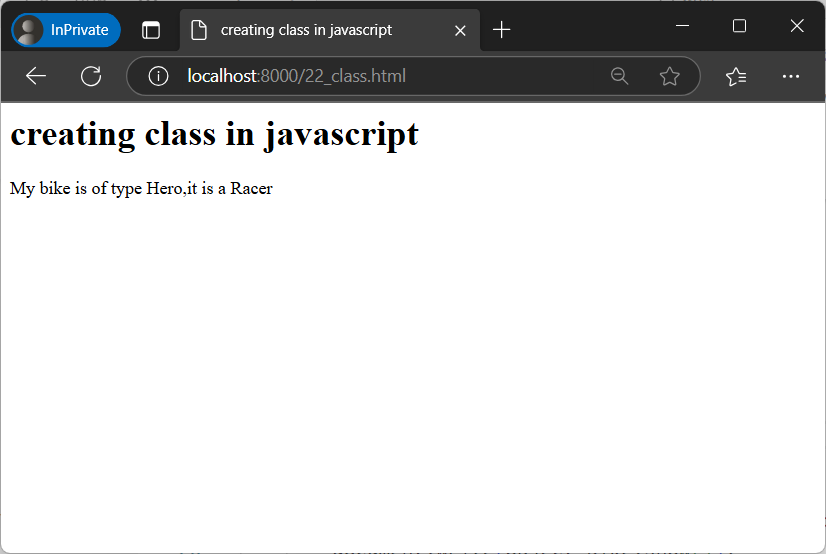 InPrivate
creating class in javascript
localhost:8000/22_class.html
creating class in javascript
My bike is of type Hero,it is a Racer